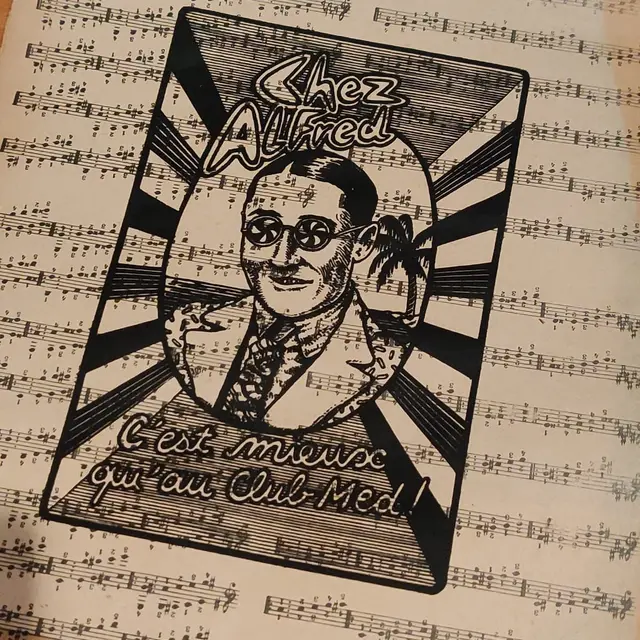 Chez
Alfred
C'est mieux
qu'au Club-Med!